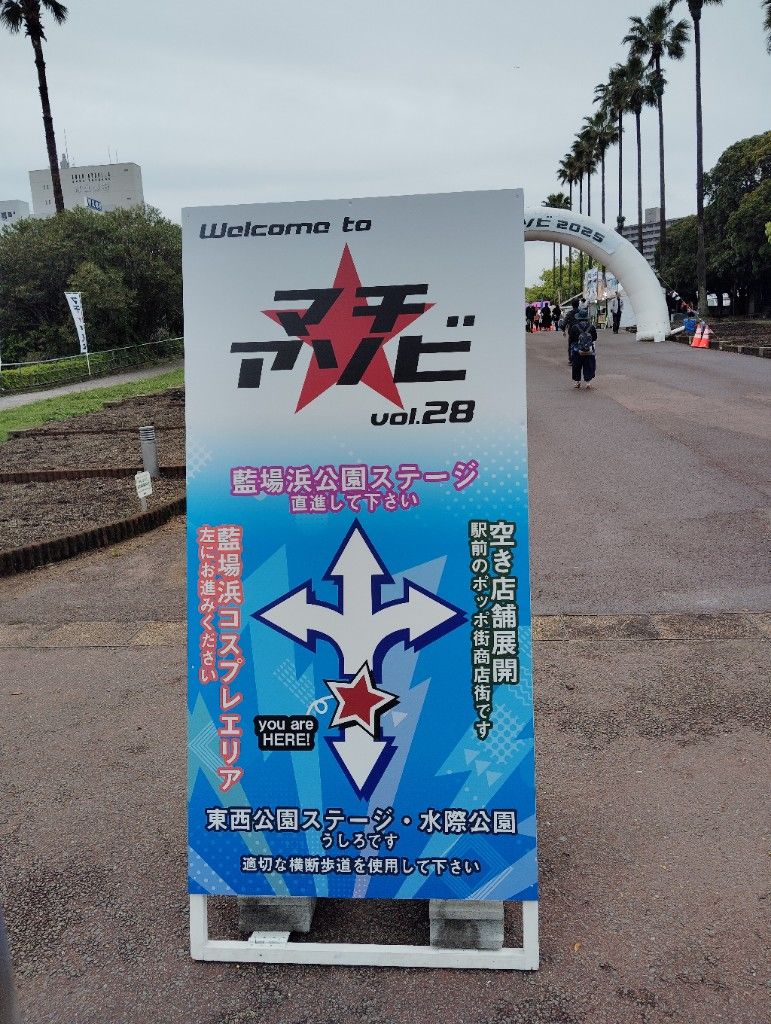 Welcome to
マチ
アソビ
vol.28
ソビ 2025
藍場浜公園ステージ
直進して下さい
藍場浜コスプレエリア
左にお進みください
空き店舗展開
駅前のポッポ街商店街です
you are
HERE!
東西公園ステージ・水際公園
うしろです
適切な横断歩道を使用して下さい